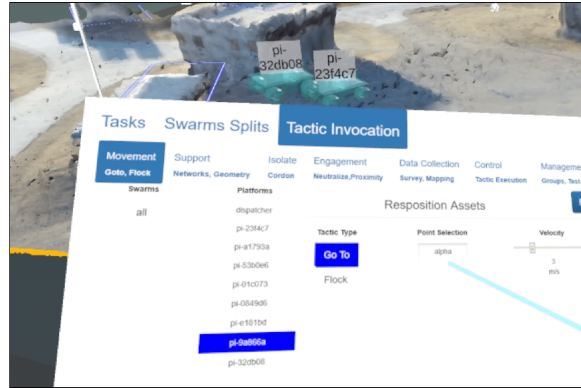 pi-
32db08
pi-
23f4c7
Tasks Swarms Splits Tactic Invocation
Movement Support Isolate Engagement Data Collection Control Manageme
Goto, Flock Networks, Geometry Cordon Neutralize,Proximity Survey, Mapping Tactic Execution Groups, Test
Swarms Platforms
all dispatcher Resposition Assets
pi-23f4c7 Tactic Type Point Selection Velocity
pi-a1793a Go To alpha
pi-53b0e6 3
Flock m/s
pi-01c073
pi-0849d6
pi-e181bd
pi-9a866a
pi-32db08